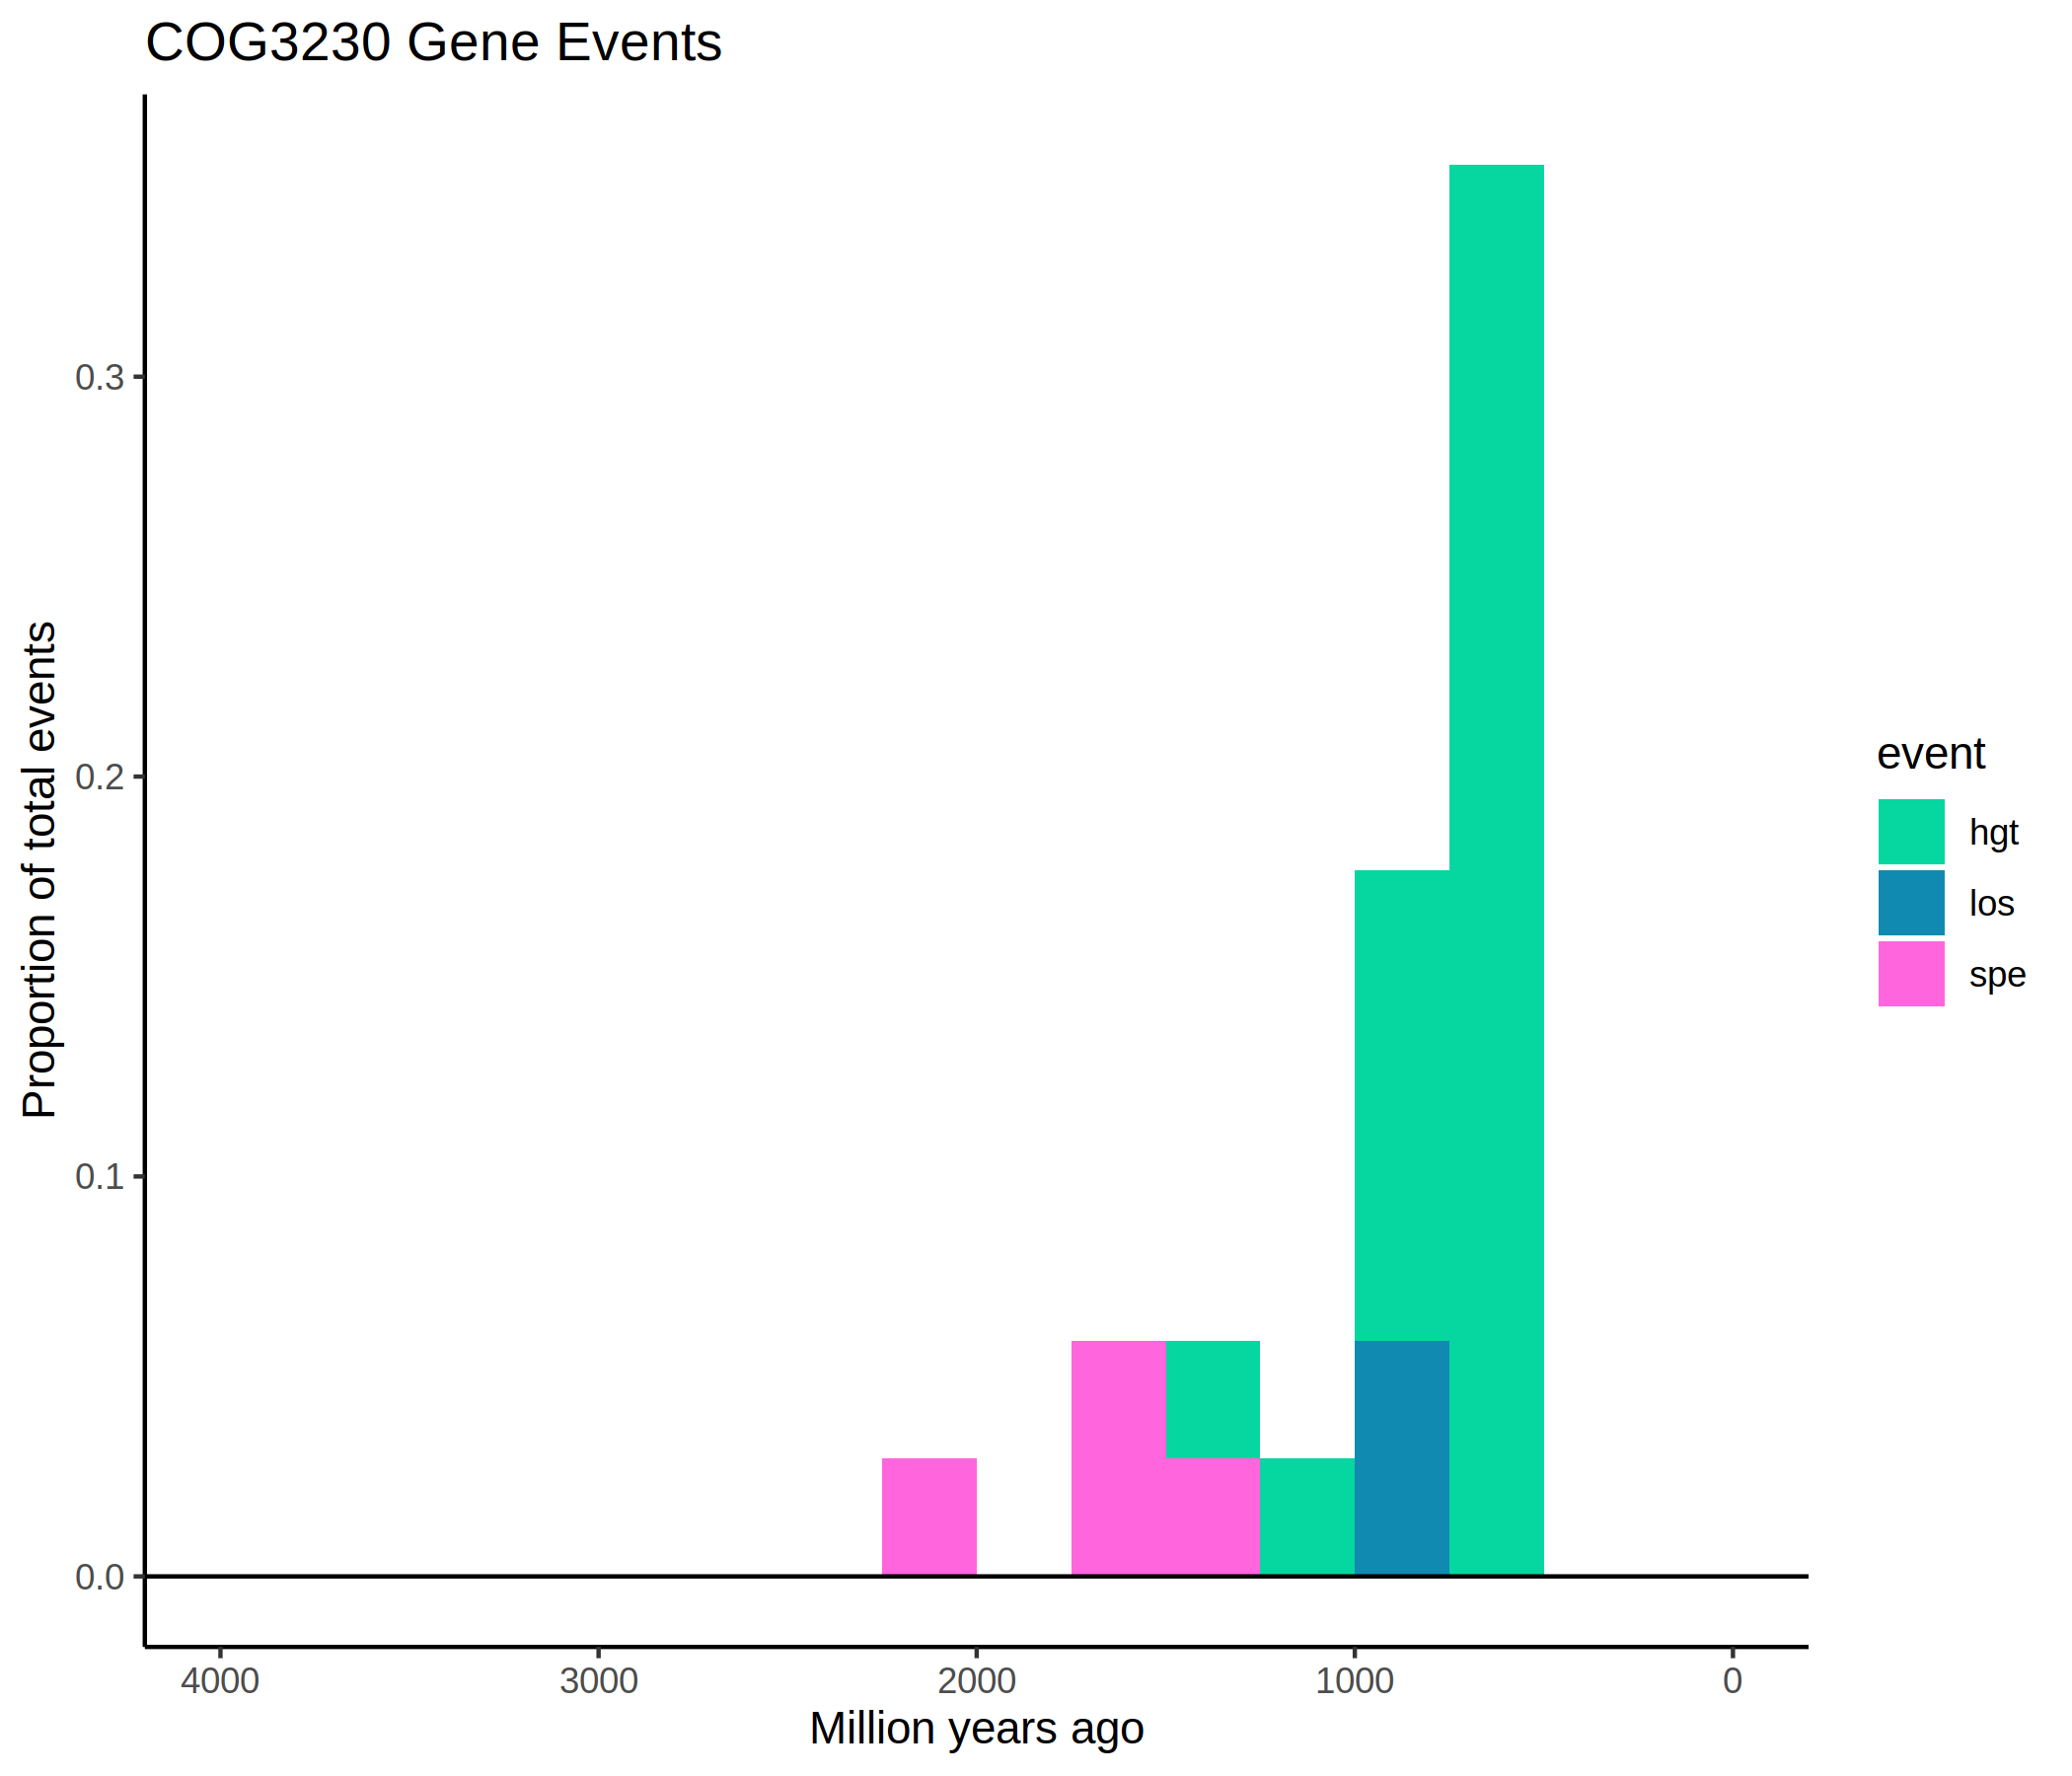 COG3230 Gene Events
Proportion of total events
0.3
0.2
0.1
0.0
4000 3000 2000 1000 0
Million years ago
event
hgt
los
spe